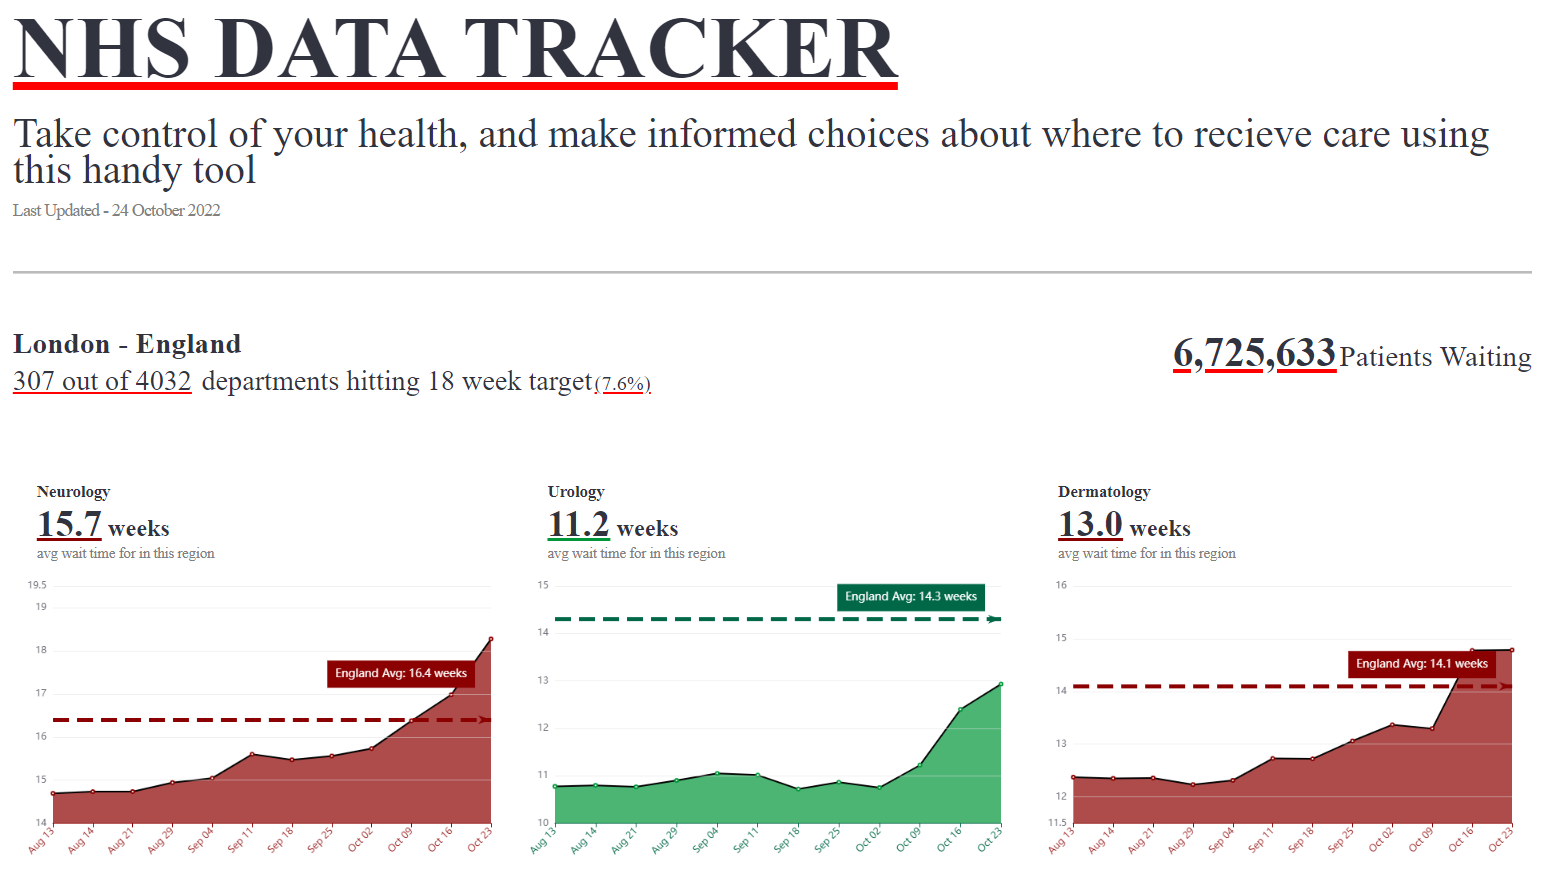 NHS DATA TRACKER
Take control of your health, and make informed choices about where to recieve care using
this handy tool
Last Updated - 24 October 2022
London - England
307 out of 4032 departments hitting 18 week target(7.6%)
6,725,633 Patients Waiting
Neurology
15.7 weeks
avg wait time for in this region
19.5
19
18
17
16
15
14
England Avg: 16.4 weeks
Aug 13
Aug 14
Aug 21
Aug 29
Sep 04
Sep 11
Sep 18
Sep 25
Oct 02
Oct 09
Oct 16
Oct 23
Urology
11.2 weeks
avg wait time for in this region
15
14
13
12
11
10
England Avg: 14.3 weeks
Aug 13
Aug 14
Aug 21
Aug 29
Sep 04
Sep 11
Sep 18
Sep 25
Oct 02
Oct 09
Oct 16
Oct 23
Dermatology
13.0 weeks
avg wait time for in this region
16
15
14
13
12
11.5
England Avg: 14.1 weeks
Aug 13
Aug 14
Aug 21
Aug 29
Sep 04
Sep 11
Sep 18
Sep 25
Oct 02
Oct 09
Oct 16
Oct 23